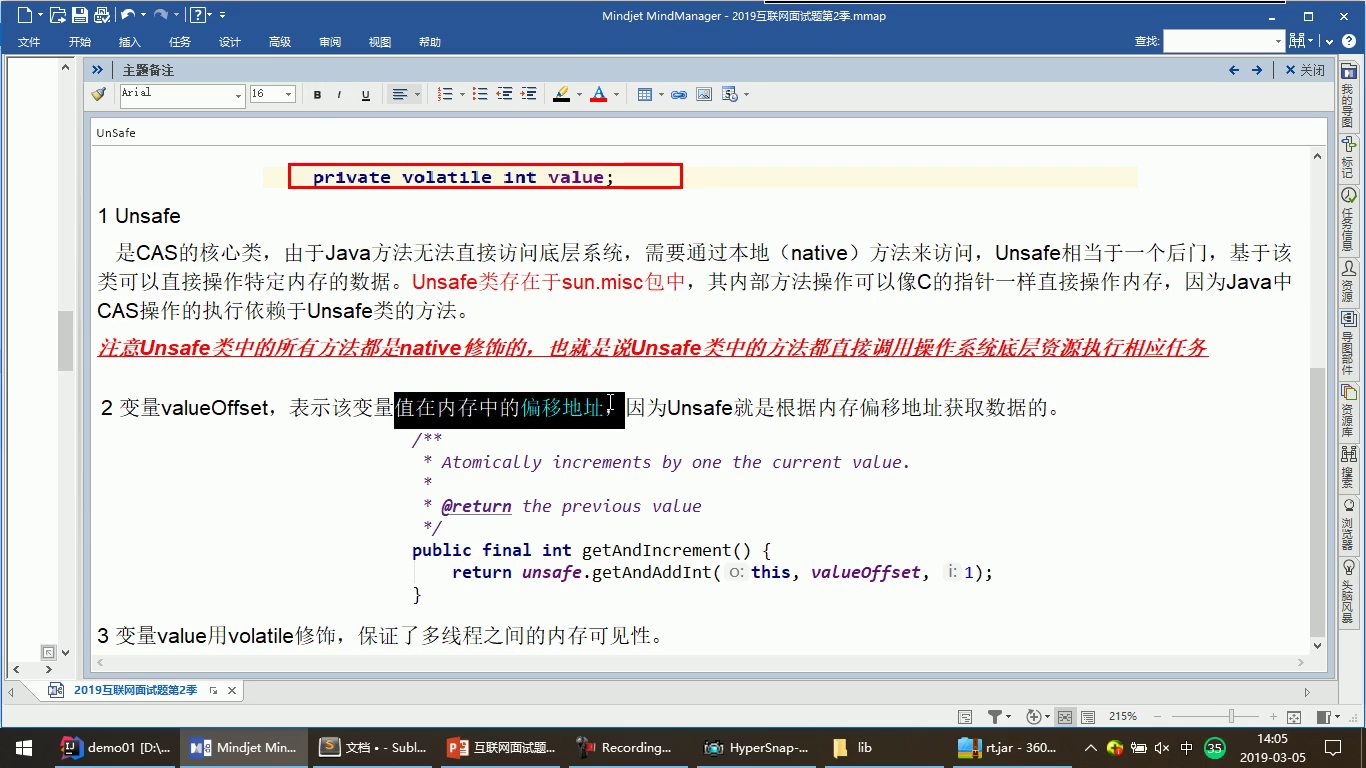 Mindjet MindManager - 2019互联网面试题第2季.mmap
文件 开始 插入 任务 设计 高级 审阅 视图 帮助 查找:
主题备注 关闭
Arial 16 B I U A
UnSafe
private volatile int value;
1 Unsafe
是CAS的核心类，由于Java方法无法直接访问底层系统，需要通过本地（native）方法来访问，Unsafe相当于一个后门，基于该
类可以直接操作特定内存的数据。Unsafe类存在于sun.misc包中，其内部方法操作可以像C的指针一样直接操作内存，因为Java中
CAS操作的执行依赖于Unsafe类的方法。
注意Unsafe类中的所有方法都是native修饰的，也就是说Unsafe类中的方法都直接调用操作系统底层资源执行相应任务
2 变量valueOffset，表示该变量值在内存中的偏移地址，因为Unsafe就是根据内存偏移地址获取数据的。
/**
* Atomically increments by one the current value.
*
* @return the previous value
*/
public final int getAndIncrement() {
return unsafe.getAndAddInt( o: this, valueOffset, i: 1);
}
3 变量value用volatile修饰，保证了多线程之间的内存可见性。
我的导图
标记
任务信息
资源
导图部件
资源库
搜索
浏览器
头脑风暴
2019互联网面试题第2季
215%
demo01 [D:\... Mindjet Min... 文档 • - Subl... 互联网面试题... Recording... HyperSnap-... lib rt.jar - 360... 中 35 14:05
2019-03-05